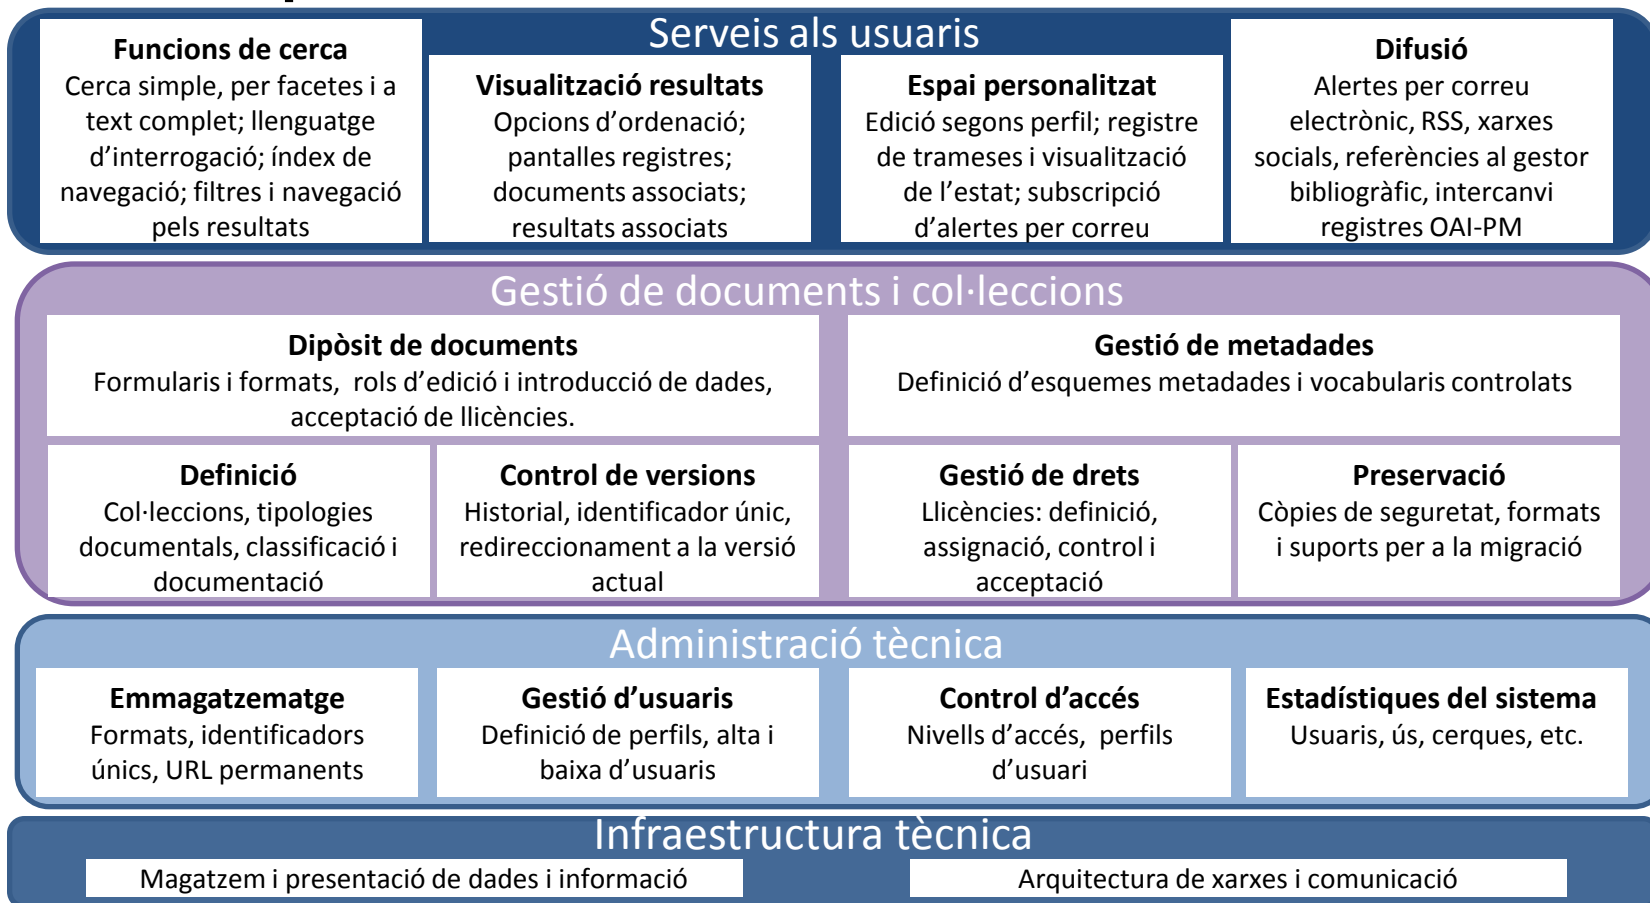 Serveis als usuaris
Funcions de cerca
Cerca simple, per facetes i a
text complet; llenguatge
d’interrogació; índex de
navegació; filtres i navegació
pels resultats
Visualització resultats
Opcions d’ordenació;
pantalles registres;
documents associats;
resultats associats
Espai personalitzat
Edició segons perfil; registre
de trameses i visualització
de l’estat; subscripció
d’alertes per correu
Difusió
Alertes per correu
electrònic, RSS, xarxes
socials, referències al gestor
bibliogràfic, intercanvi
registres OAI-PM
Gestió de documents i col·leccions
Dipòsit de documents
Formularis i formats, rols d’edició i introducció de dades,
acceptació de llicències.
Gestió de metadades
Definició d’esquemes metadades i vocabularis controlats
Definició
Col·leccions, tipologies
documentals, classificació i
documentació
Control de versions
Historial, identificador únic,
redireccionament a la versió
actual
Gestió de drets
Llicències: definició,
assignació, control i
acceptació
Preservació
Còpies de seguretat, formats
i suports per a la migració
Administració tècnica
Emmagatzematge
Formats, identificadors
únics, URL permanents
Gestió d’usuaris
Definició de perfils, alta i
baixa d’usuaris
Control d’accés
Nivells d’accés, perfils
d’usuari
Estadístiques del sistema
Usuaris, ús, cerques, etc.
Infraestructura tècnica
Magatzem i presentació de dades i informació
Arquitectura de xarxes i comunicació